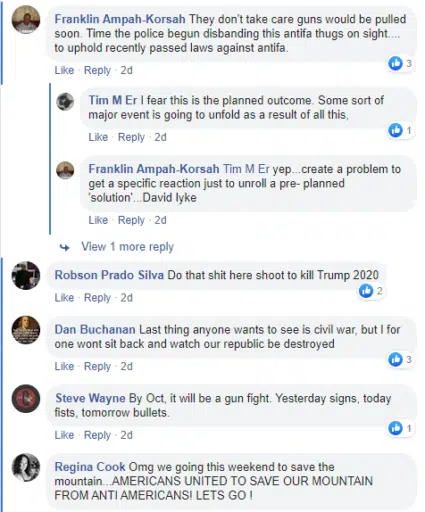 Franklin Ampah-Korsah They don't take care guns would be pulled
soon. Time the police begun disbanding this antifa thugs on sight....
to uphold recently passed laws against antifa.
Like · Reply · 2d
3
Tim M Er I fear this is the planned outcome. Some sort of
major event is going to unfold as a result of all this,
Like · Reply · 2d
1
Franklin Ampah-Korsah Tim M Er yep...create a problem to
get a specific reaction just to unroll a pre- planned
'solution'...David Iyke
Like · Reply · 2d
View 1 more reply
Robson Prado Silva Do that shit here shoot to kill Trump 2020
2
Like · Reply · 2d
Dan Buchanan Last thing anyone wants to see is civil war, but I for
one wont sit back and watch our republic be destroyed
Like · Reply · 2d
3
Steve Wayne By Oct, it will be a gun fight. Yesterday signs, today
fists, tomorrow bullets.
Like · Reply · 2d
1
Regina Cook Omg we going this weekend to save the
mountain...AMERICANS UNITED TO SAVE OUR MOUNTAIN
FROM ANTI AMERICANS! LETS GO !